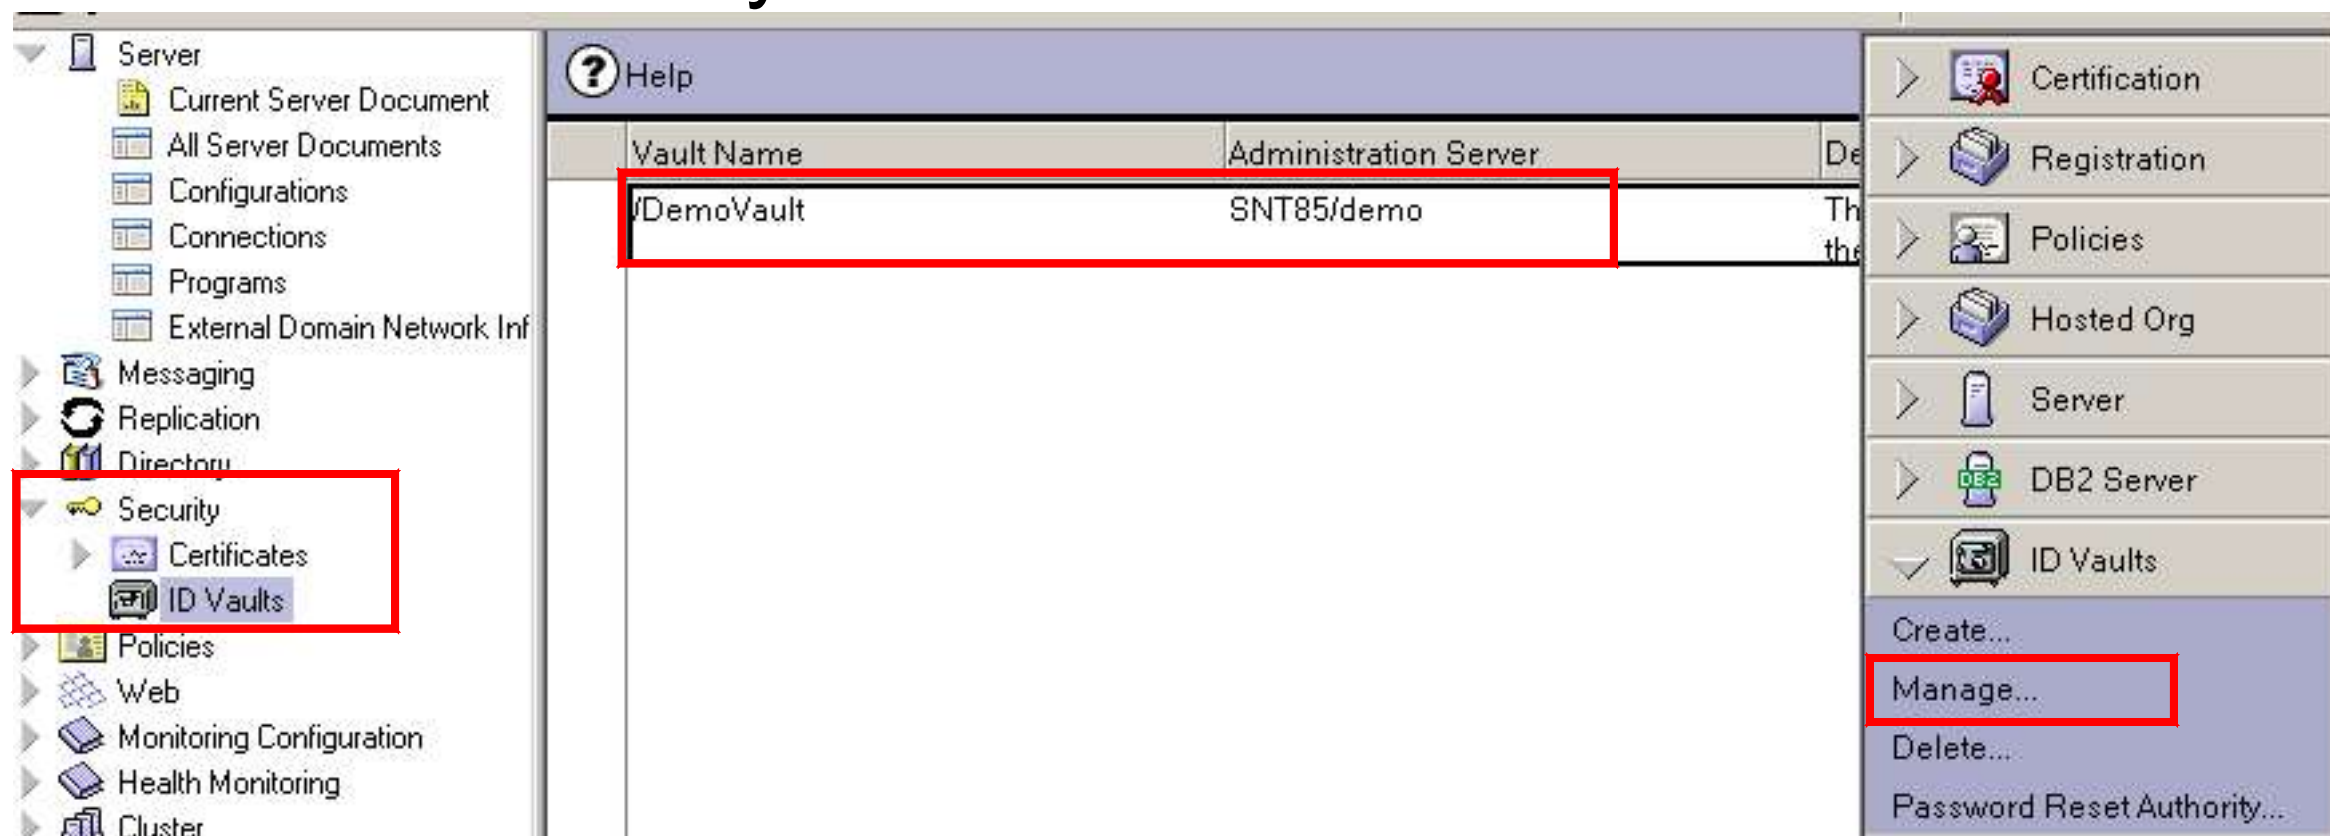 Server
Current Server Document
All Server Documents
Configurations
Connections
Programs
External Domain Network Inf
Messaging
Replication
Directory
Security
Certificates
ID Vaults
Policies
Web
Monitoring Configuration
Health Monitoring
Cluster
? Help
Vault Name Administration Server De
/DemoVault SNT85/demo Th
the
Certification
Registration
Policies
Hosted Org
Server
DB2 Server
ID Vaults
Create...
Manage...
Delete...
Password Reset Authority...